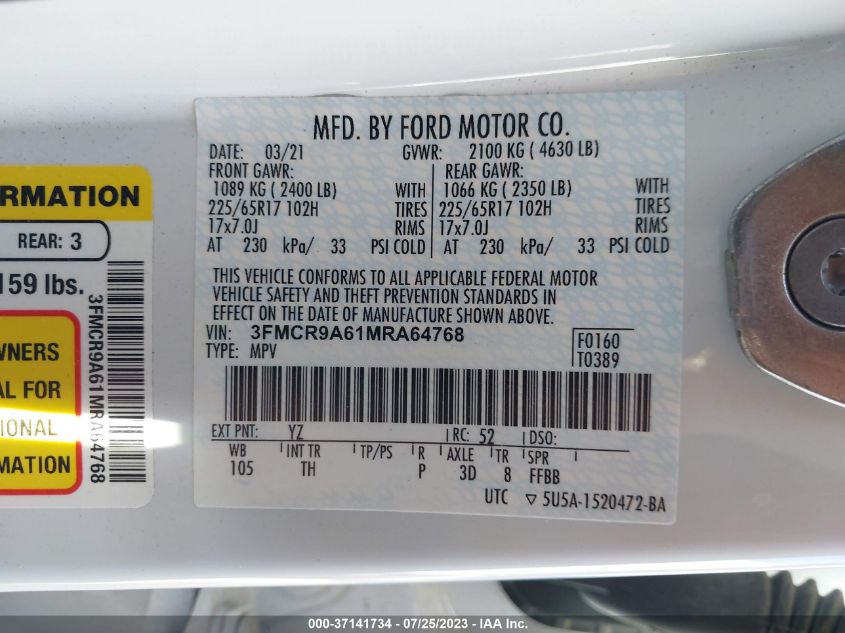 MFD. BY FORD MOTOR CO.
DATE: 03/21 GVWR: 2100 KG ( 4630 LB)
FRONT GAWR: REAR GAWR:
1089 KG ( 2400 LB) WITH 1066 KG ( 2350 LB) WITH
225/65R17 102H TIRES 225/65R17 102H TIRES
17x7.0J RIMS 17x7.0J RIMS
AT 230 kPa/ 33 PSI COLD AT 230 kPa/ 33 PSI COLD
THIS VEHICLE CONFORMS TO ALL APPLICABLE FEDERAL MOTOR
VEHICLE SAFETY AND THEFT PREVENTION STANDARDS IN
EFFECT ON THE DATE OF MANUFACTURE SHOWN ABOVE.
VIN: 3FMCR9A61MRA64768 F0160
TYPE: MPV T0389
EXT PNT: YZ RC: 52 DSO:
WB INT TR TP/PS R AXLE TR SPR
105 TH P 3D 8 FFBB
UTC ▽ 5U5A-1520472-BA
RMATION
REAR: 3
159 lbs.
WNERS
AL FOR
IONAL
MATION
3FMCR9A61MRA64768
000-37141734 / 07/25/2023 - IAA Inc.